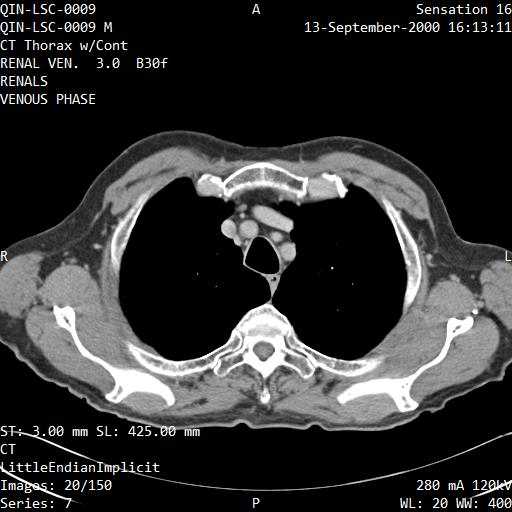 QIN-LSC-0009
A
Sensation 16
QIN-LSC-0009 M
13-September-2000 16:13:11
CT Thorax w/Cont
RENAL VEN. 3.0 B30f
RENALS
VENOUS PHASE
R
L
ST: 3.00 mm SL: 425.00 mm
CT
LittleEndianImplicit
Images: 20/150
280 mA 120kV
Series: 7
P
WL: 20 WW: 400